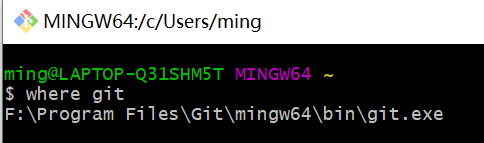 MINGW64:/c/Users/ming
ming@LAPTOP-Q31SHM5T MINGW64 ~
$ where git
F:\Program Files\Git\mingw64\bin\git.exe